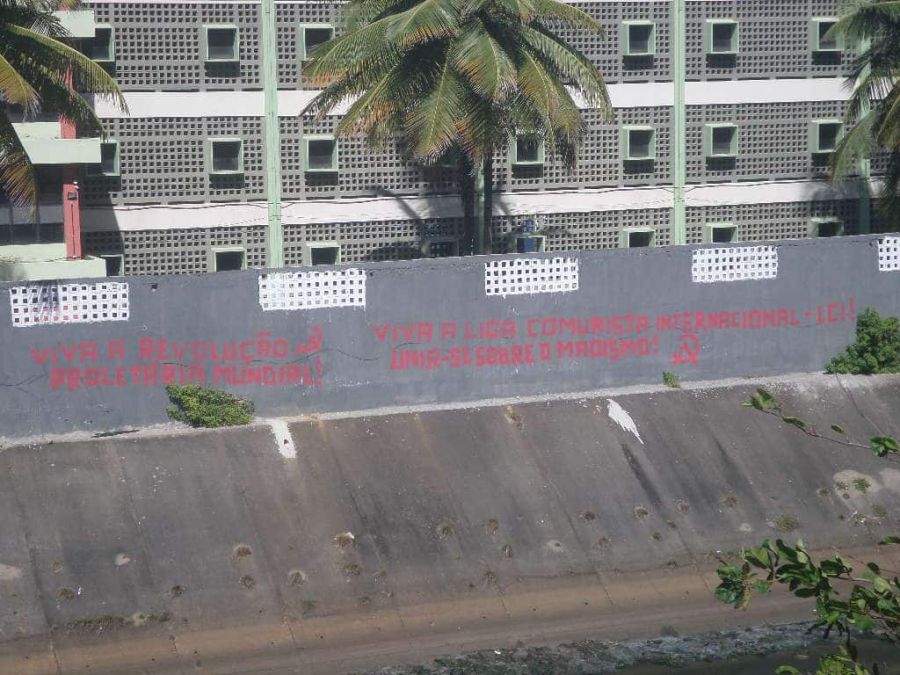 VIVA A REVOLUÇÃO
PROLETÁRIA MUNDIAL!
VIVA A LIGA COMUNISTA INTERNACIONAL - LCI!
UNIR-SE SOBRE O MAOISMO!